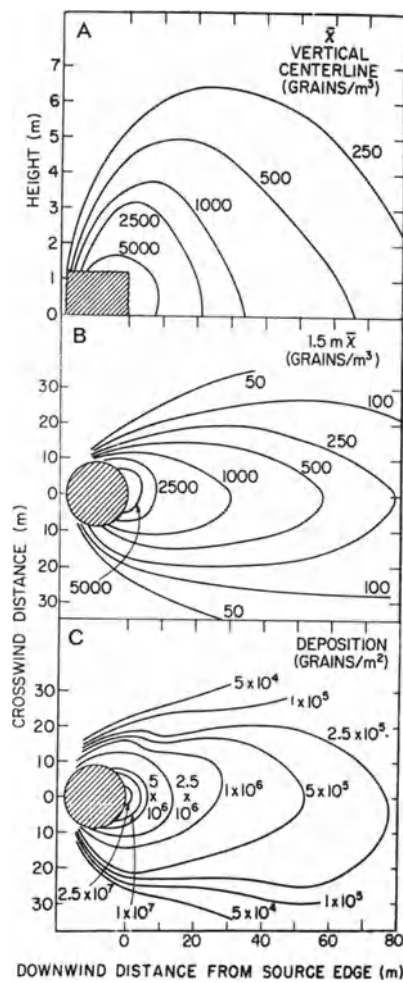 A
x̄
VERTICAL
CENTERLINE
(GRAINS/m³)
7
6
5
4
3
2
1
0
HEIGHT (m)
250
500
1000
2500
5000
B
1.5 m x̄
(GRAINS/m³)
30
20
10
0
10
20
30
50
100
250
500
1000
2500
5000
100
50
CROSSWIND DISTANCE (m)
C
DEPOSITION
(GRAINS/m²)
30
20
10
0
10
20
30
5 x 10⁴
1 x 10⁵
2.5 x 10⁵
5
x
10⁶
2.5
x
10⁶
1 x 10⁶
5 x 10⁵
2.5 x 10⁷
1 x 10⁷
5 x 10⁴
1 x 10⁵
0 20 40 60 80
DOWNWIND DISTANCE FROM SOURCE EDGE (m)